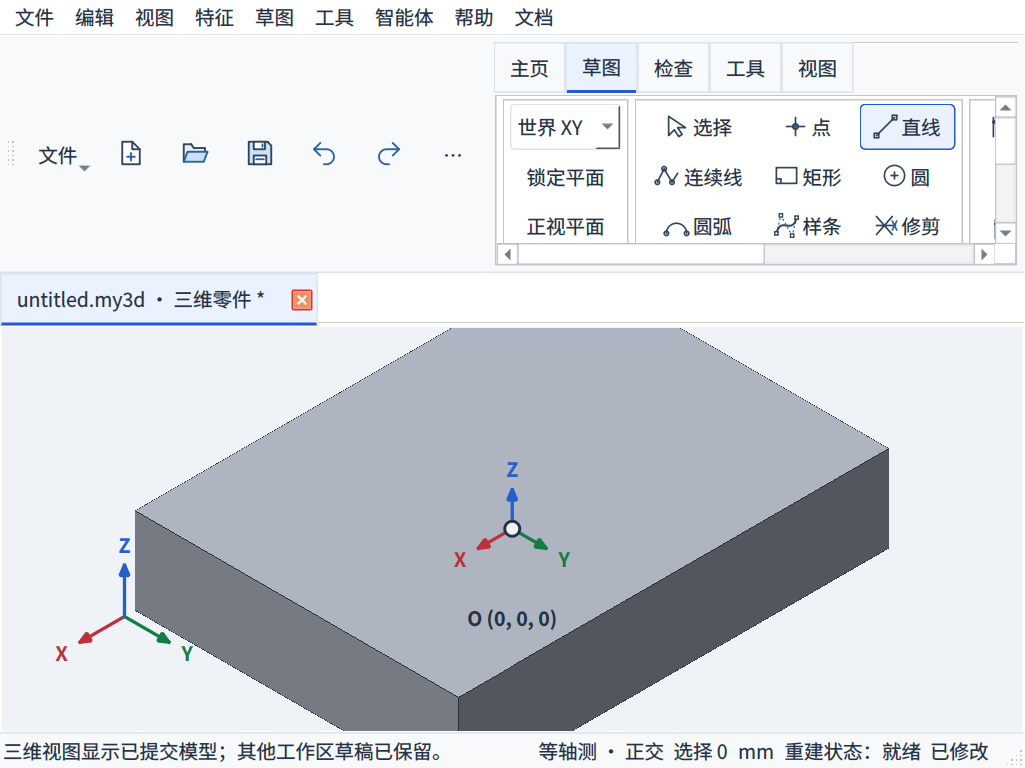 文件 编辑 视图 特征 草图 工具 智能体 帮助 文档
主页 草图 检查 工具 视图
世界 XY 选择 点 直线
文件 ...
锁定平面 连续线 矩形 圆
正视平面 圆弧 样条 修剪
untitled.my3d • 三维零件 *
Z
X Y
O (0, 0, 0)
Z
X Y
三维视图显示已提交模型；其他工作区草稿已保留。 等轴测 • 正交 选择 0 mm 重建状态：就绪 已修改